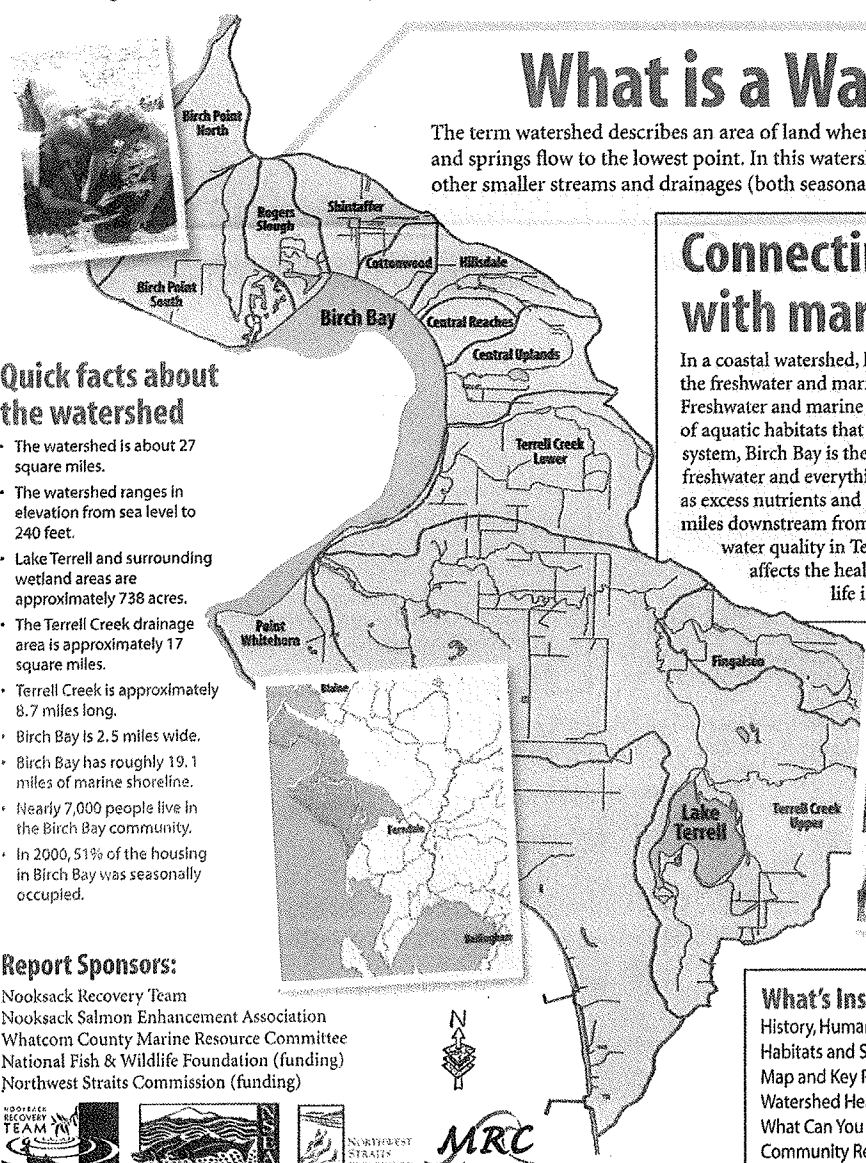 What is a Wa
The term watershed describes an area of land wher
and springs flow to the lowest point. In this watersh
other smaller streams and drainages (both seasona
Birch Point
North
Rogers
Slough
Shintaffer
Cottonwood
Hillsdale
Birch Point
South
Birch Bay
Central Reaches
Central Uplands
Terrell Creek
Lower
Point
Whitehorn
Fingalson
Lake
Terrell
Terrell Creek
Upper
Blaine
Ferndale
Bellingham
Connectin
with mar
In a coastal watershed,
the freshwater and mari
Freshwater and marine
of aquatic habitats that
system, Birch Bay is the
freshwater and everythi
as excess nutrients and
miles downstream from
water quality in Te
affects the heal
life i
Quick facts about
the watershed
• The watershed is about 27
square miles.
• The watershed ranges in
elevation from sea level to
240 feet.
• Lake Terrell and surrounding
wetland areas are
approximately 738 acres.
• The Terrell Creek drainage
area is approximately 17
square miles.
• Terrell Creek is approximately
8.7 miles long.
• Birch Bay is 2.5 miles wide.
• Birch Bay has roughly 19.1
miles of marine shoreline.
• Nearly 7,000 people live in
the Birch Bay community.
• In 2000, 51% of the housing
in Birch Bay was seasonally
occupied.
Report Sponsors:
Nooksack Recovery Team
Nooksack Salmon Enhancement Association
Whatcom County Marine Resource Committee
National Fish & Wildlife Foundation (funding)
Northwest Straits Commission (funding)
N
NOOKSACK
RECOVERY
TEAM
NSEA
NORTHWEST
STRAITS
MRC
What's Ins
History, Human
Habitats and S
Map and Key F
Watershed He
What Can You
Community Re